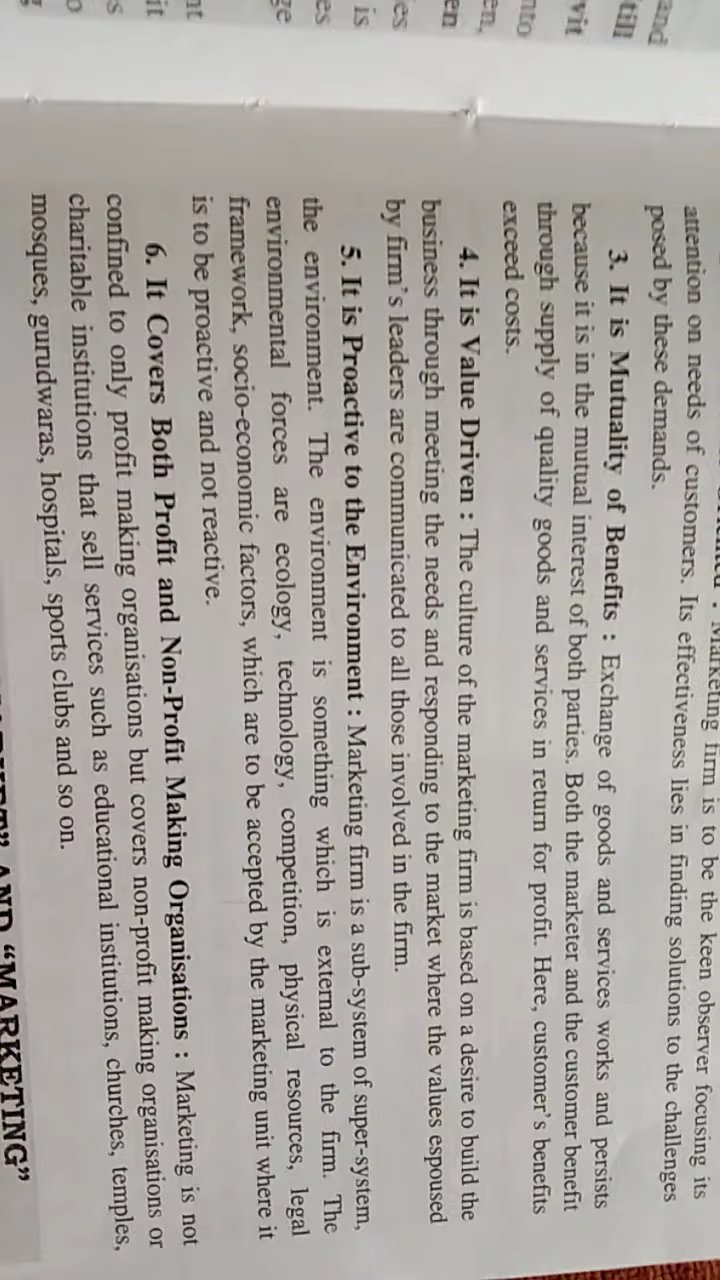 Marketing firm is to be the keen observer focusing its
attention on needs of customers. Its effectiveness lies in finding solutions to the challenges
posed by these demands.
3. It is Mutuality of Benefits : Exchange of goods and services works and persists
because it is in the mutual interest of both parties. Both the marketer and the customer benefit
through supply of quality goods and services in return for profit. Here, customer's benefits
exceed costs.
4. It is Value Driven : The culture of the marketing firm is based on a desire to build the
business through meeting the needs and responding to the market where the values espoused
by firm's leaders are communicated to all those involved in the firm.
5. It is Proactive to the Environment : Marketing firm is a sub-system of super-system,
the environment. The environment is something which is external to the firm. The
environmental forces are ecology, technology, competition, physical resources, legal
framework, socio-economic factors, which are to be accepted by the marketing unit where it
is to be proactive and not reactive.
6. It Covers Both Profit and Non-Profit Making Organisations : Marketing is not
confined to only profit making organisations but covers non-profit making organisations or
charitable institutions that sell services such as educational institutions, churches, temples,
mosques, gurudwaras, hospitals, sports clubs and so on.
AND "MARKETING"